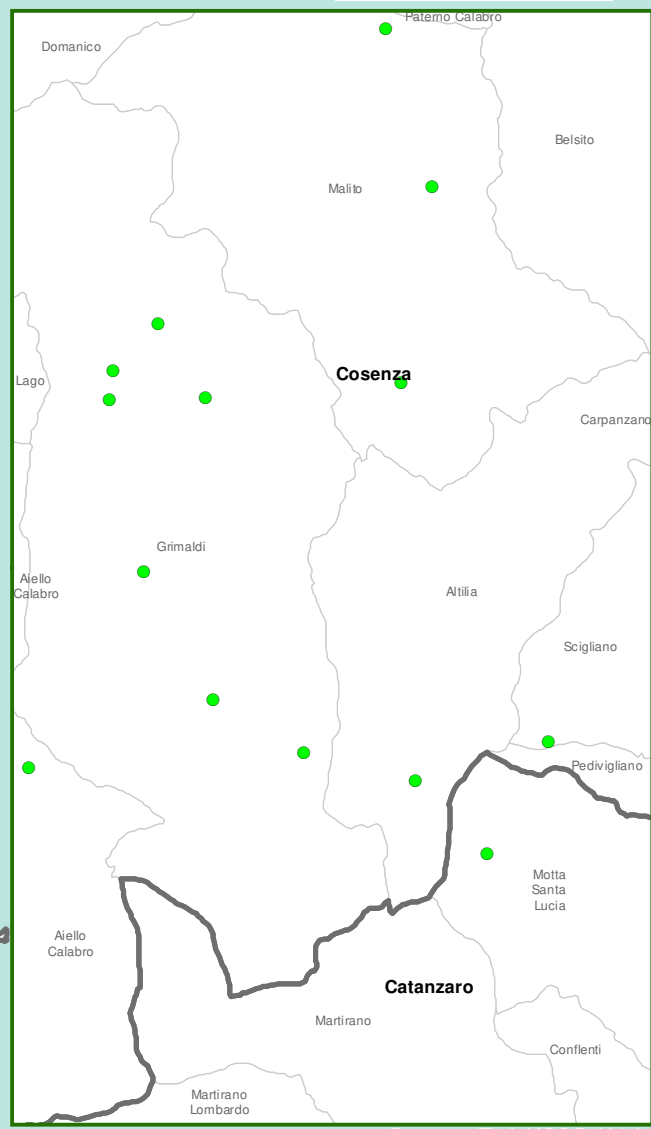 Paterno Calabro
Domanico
Belsito
Malito
Cosenza
Lago
Carpanzano
Grimaldi
Aiello
Calabro
Altilia
Scigliano
Pedivigliano
Motta
Santa
Lucia
Aiello
Calabro
Catanzaro
Martirano
Conflenti
Martirano
Lombardo